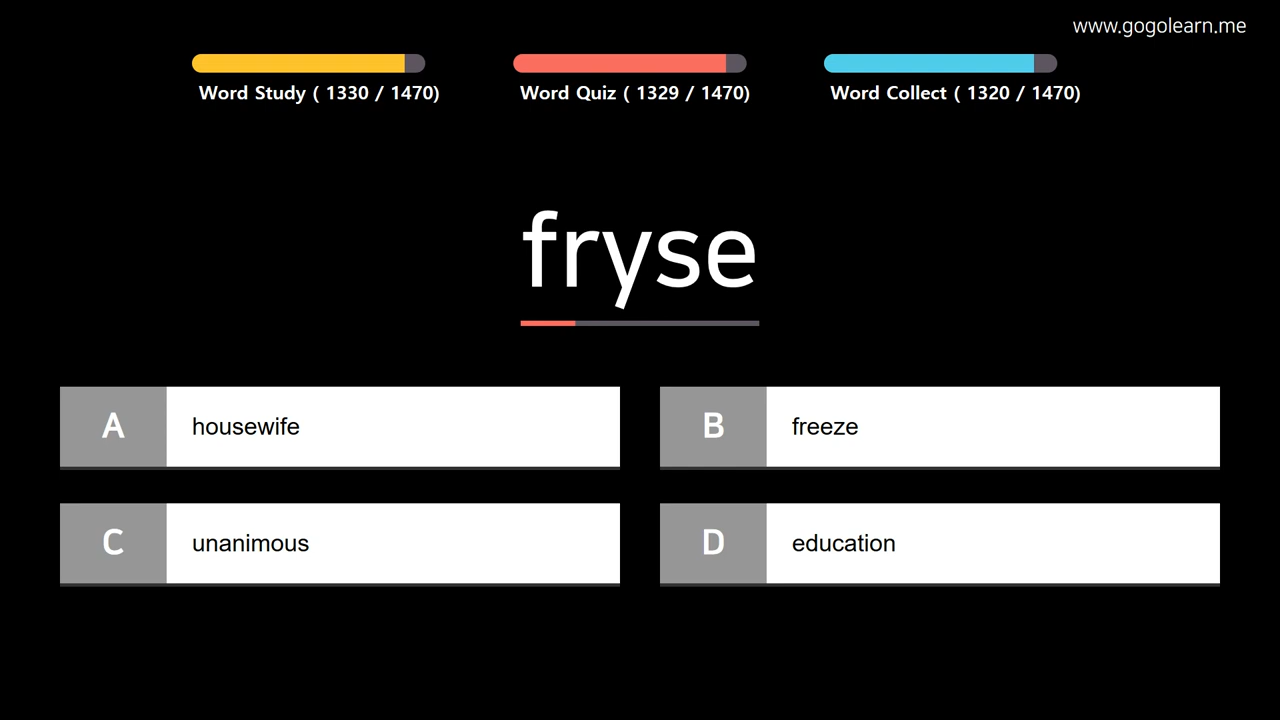 www.gogolearn.me
Word Study ( 1330 / 1470)
Word Quiz ( 1329 / 1470)
Word Collect ( 1320 / 1470)
fryse
A housewife
B freeze
C unanimous
D education